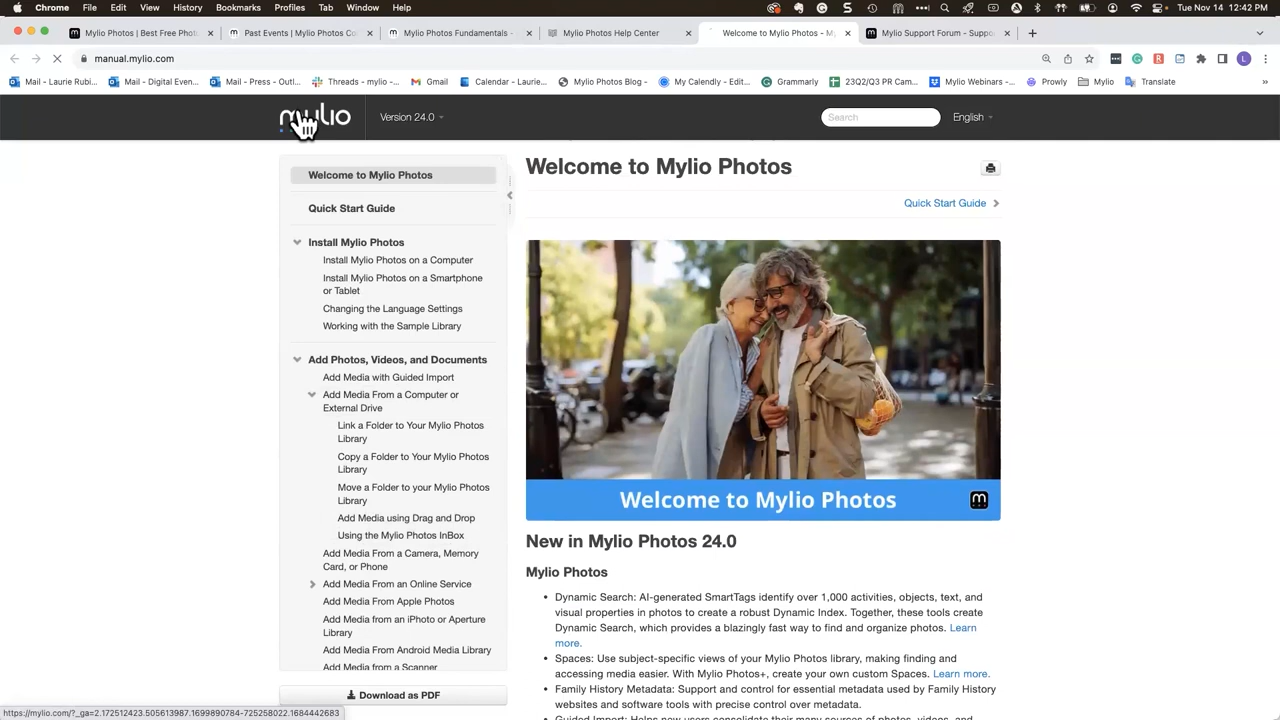 Chrome File Edit View History Bookmarks Profiles Tab Window Help Tue Nov 14 12:42 PM
Mylio Photos | Best Free Phot Past Events | Mylio Photos Co Mylio Photos Fundamentals - Mylio Photos Help Center Welcome to Mylio Photos - M Mylio Support Forum - Suppo
manual.mylio.com L
Mail - Laurie Rubi... Mail - Digital Even... Mail - Press - Outl... Threads - mylio -... Gmail Calendar - Laurie... Mylio Photos Blog - My Calendly - Edit... Grammarly 23Q2/Q3 PR Cam... Mylio Webinars -... Prowly Mylio Translate »
mylio Version 24.0 Search English
Welcome to Mylio Photos
Quick Start Guide
Install Mylio Photos
Install Mylio Photos on a Computer
Install Mylio Photos on a Smartphone
or Tablet
Changing the Language Settings
Working with the Sample Library
Add Photos, Videos, and Documents
Add Media with Guided Import
Add Media From a Computer or
External Drive
Link a Folder to Your Mylio Photos
Library
Copy a Folder to Your Mylio Photos
Library
Move a Folder to your Mylio Photos
Library
Add Media using Drag and Drop
Using the Mylio Photos InBox
Add Media From a Camera, Memory
Card, or Phone
Add Media From an Online Service
Add Media From Apple Photos
Add Media from an iPhoto or Aperture
Library
Add Media From Android Media Library
Add Media from a Scanner
Download as PDF
Welcome to Mylio Photos
Quick Start Guide
Welcome to Mylio Photos m
New in Mylio Photos 24.0
Mylio Photos
• Dynamic Search: AI-generated SmartTags identify over 1,000 activities, objects, text, and
visual properties in photos to create a robust Dynamic Index. Together, these tools create
Dynamic Search, which provides a blazingly fast way to find and organize photos. Learn
more.
• Spaces: Use subject-specific views of your Mylio Photos library, making finding and
accessing media easier. With Mylio Photos+, create your own custom Spaces. Learn more.
• Family History Metadata: Support and control for essential metadata used by Family History
websites and software tools with precise control over metadata.
• Guided Import: Helps new users consolidate their many sources of photos, videos, and
https://mylio.com/?_ga=2.172512423.505613987.1699890784-725258022.1684442683